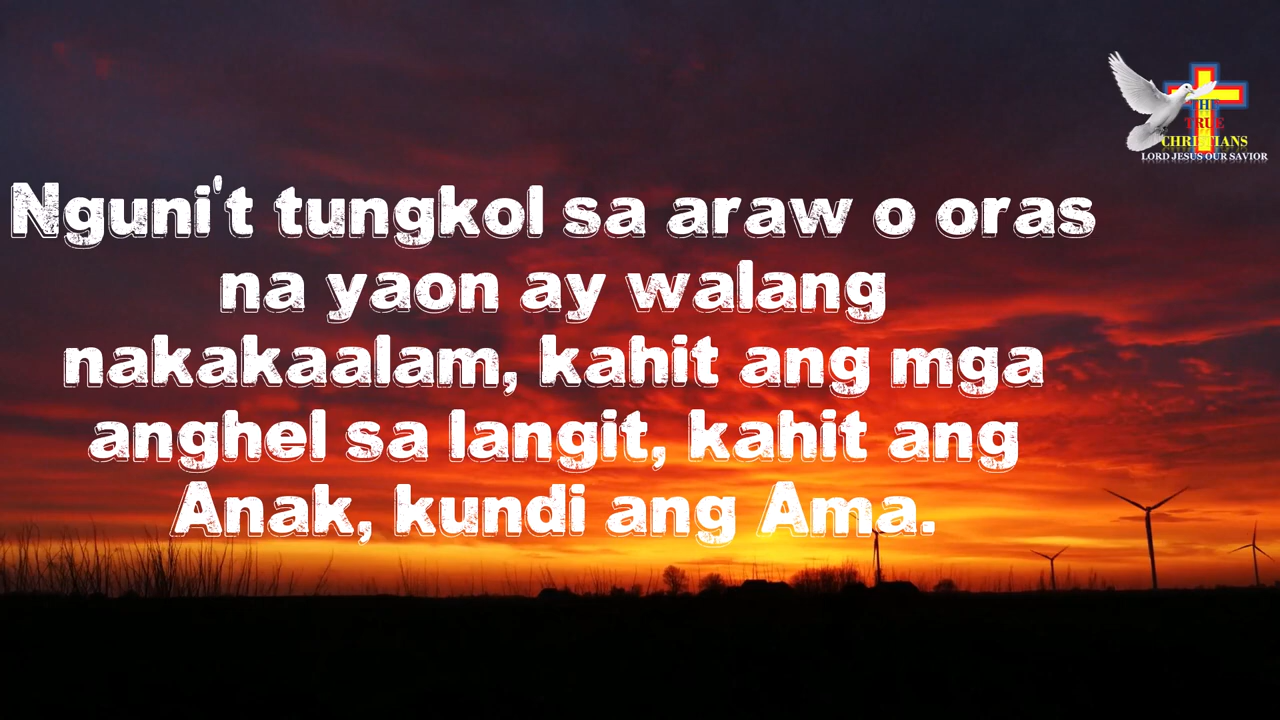 THE
TRUE
CHRISTIANS
LORD JESUS OUR SAVIOR
Nguni't tungkol sa araw o oras
na yaon ay walang
nakakaalam, kahit ang mga
anghel sa langit, kahit ang
Anak, kundi ang Ama.